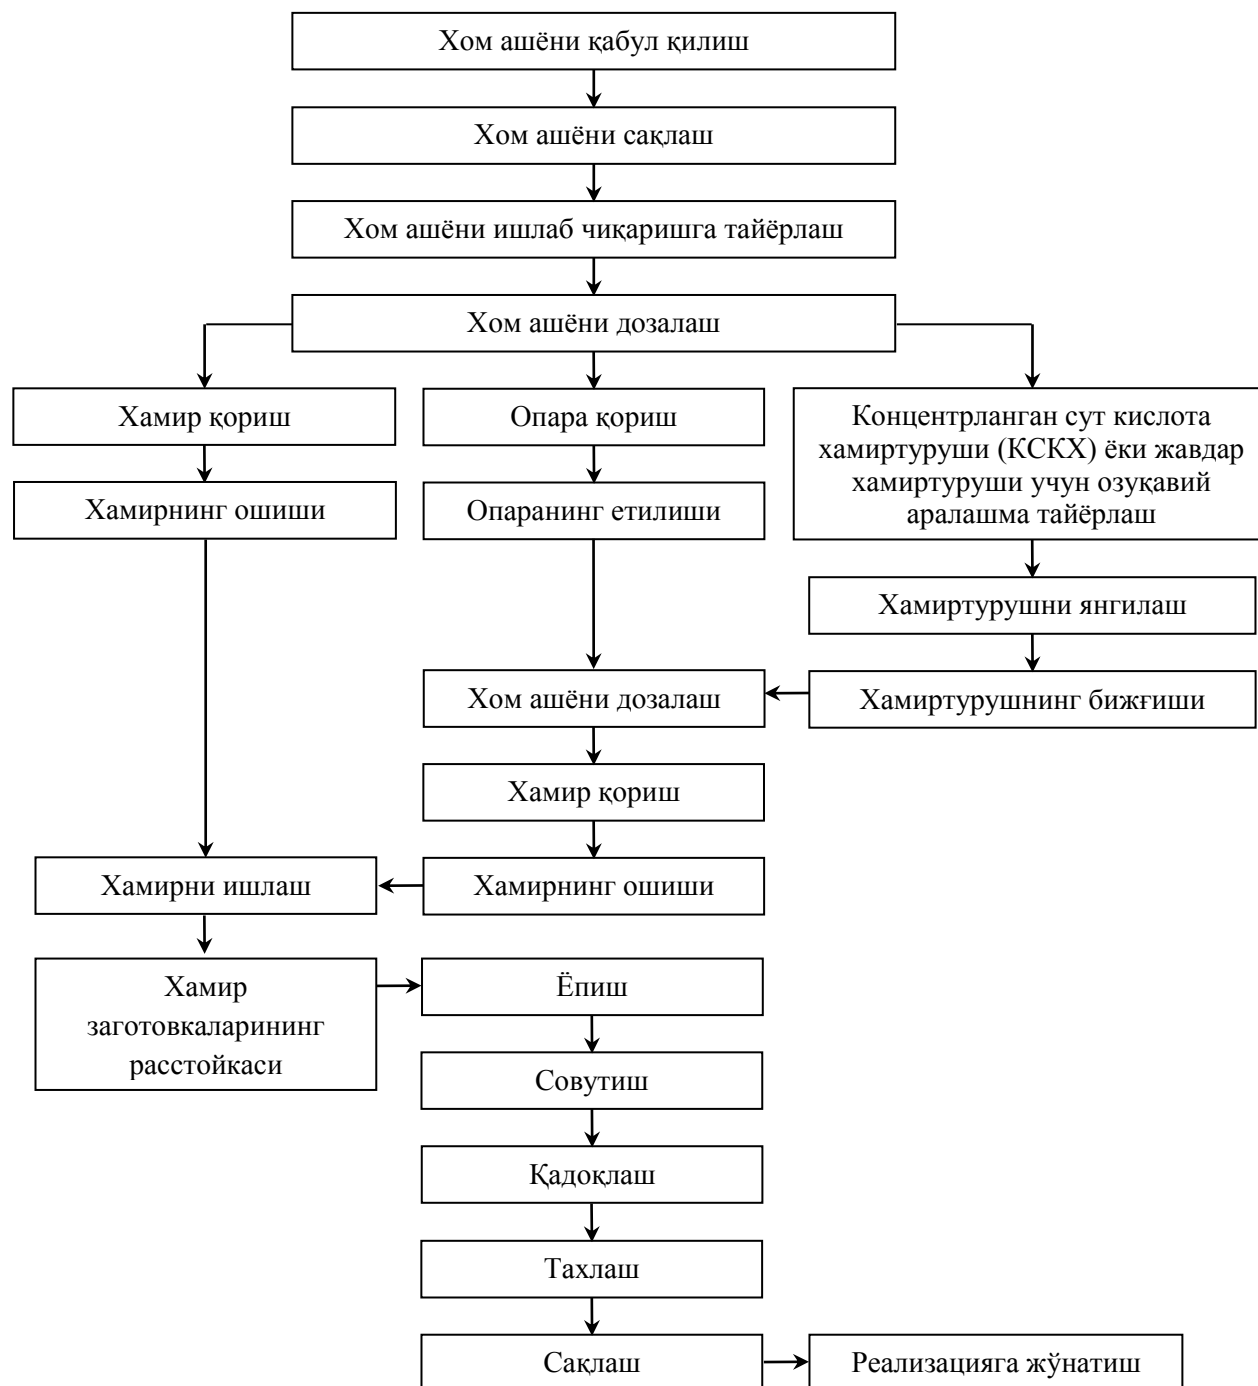 Хом ашёни қабул қилиш
Хом ашёни сақлаш
Хом ашёни ишлаб чиқаришга тайёрлаш
Хом ашёни дозалаш
Хамир қориш
Опара қориш
Концентрланган сут кислота
хамиртуруши (КСКХ) ёки жавдар
хамиртуруши учун озуқавий
аралашма тайёрлаш
Хамирнинг ошиши
Опаранинг етилиши
Хамиртурушни янгилаш
Хом ашёни дозалаш
Хамиртурушнинг бижғиши
Хамир қориш
Хамирни ишлаш
Хамирнинг ошиши
Хамир
заготовкаларининг
расстойкаси
Ёпиш
Совутиш
Қадоқлаш
Тахлаш
Сақлаш
Реализацияга жўнатиш